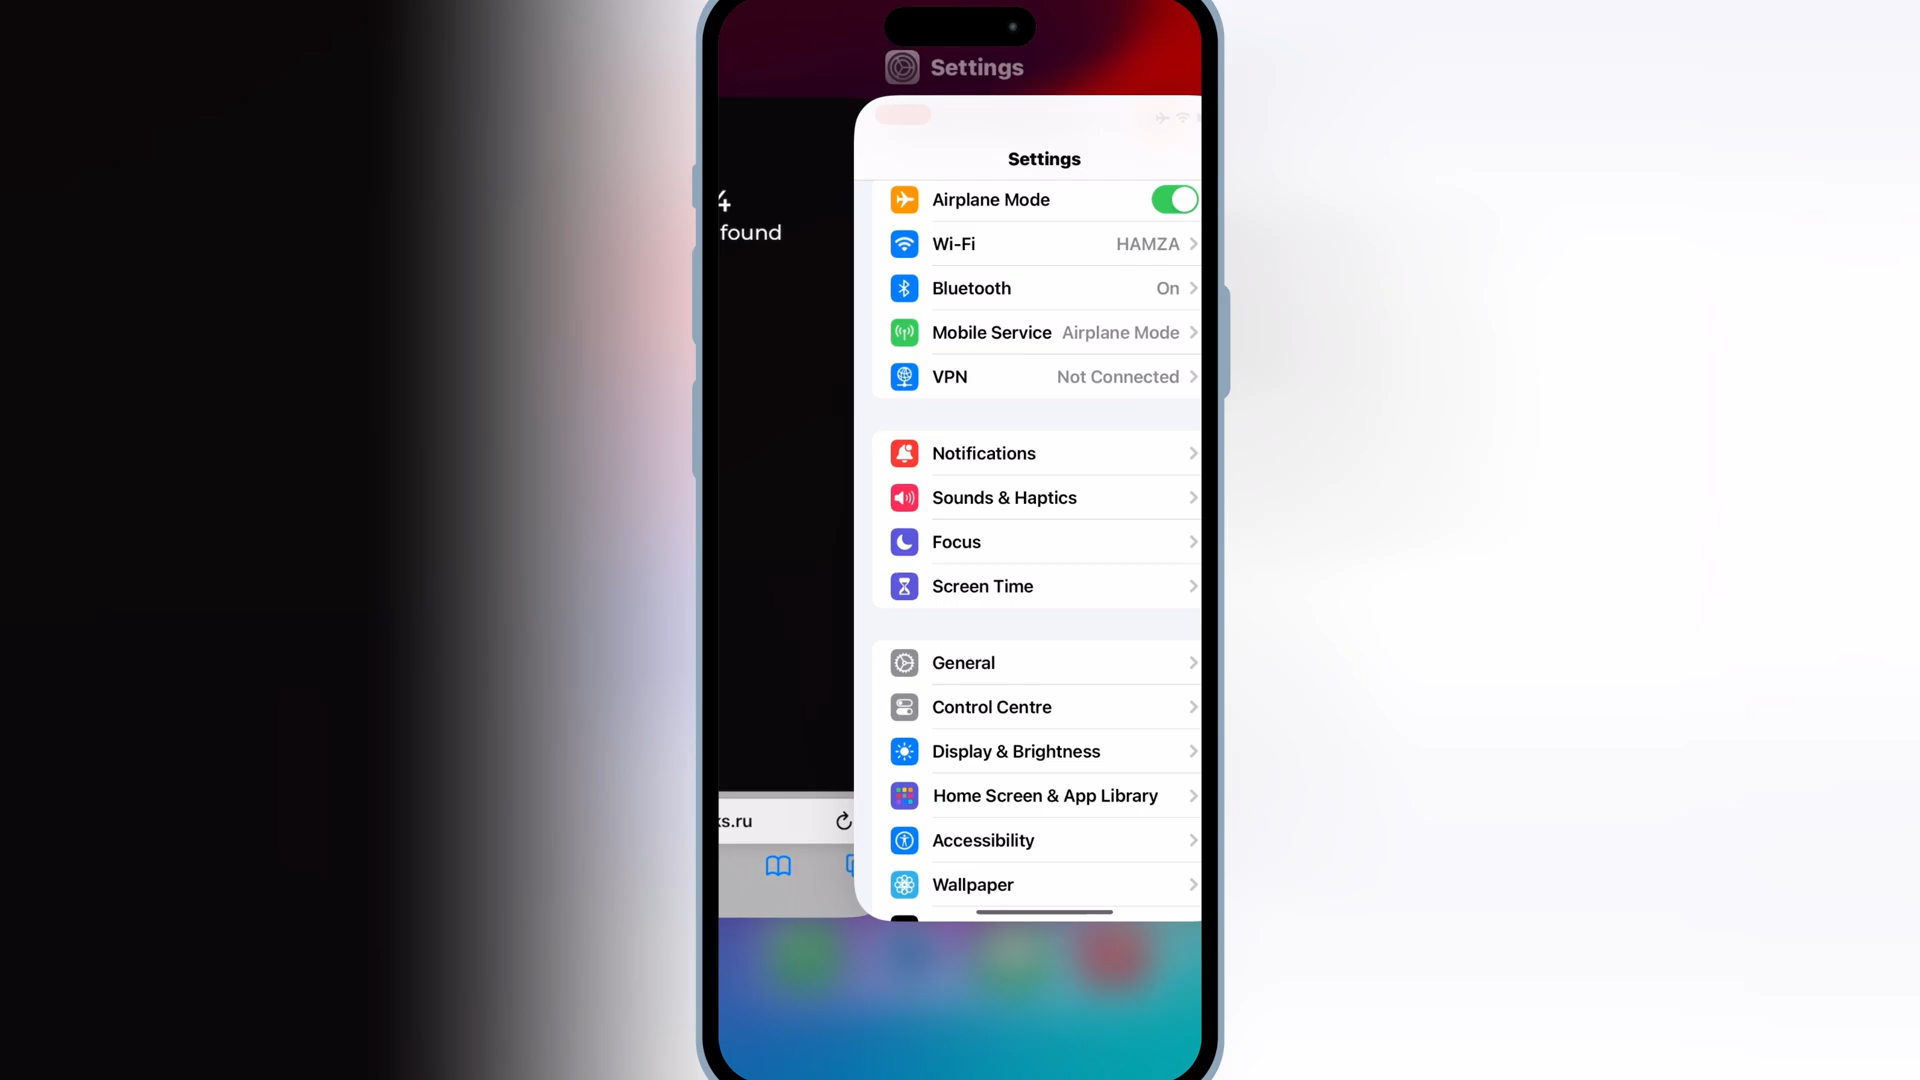 Settings
Settings
4
found
Airplane Mode
Wi-Fi HAMZA
Bluetooth On
Mobile Service Airplane Mode
VPN Not Connected
Notifications
Sounds & Haptics
Focus
Screen Time
General
Control Centre
Display & Brightness
Home Screen & App Library
Accessibility
Wallpaper
s.ru